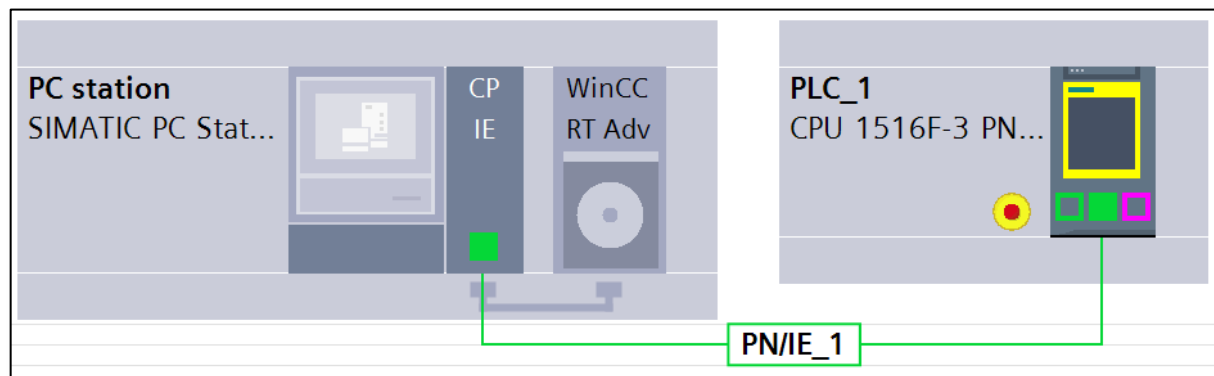 PC station
SIMATIC PC Stat...
CP
IE
WinCC
RT Adv
PLC_1
CPU 1516F-3 PN...
PN/IE_1